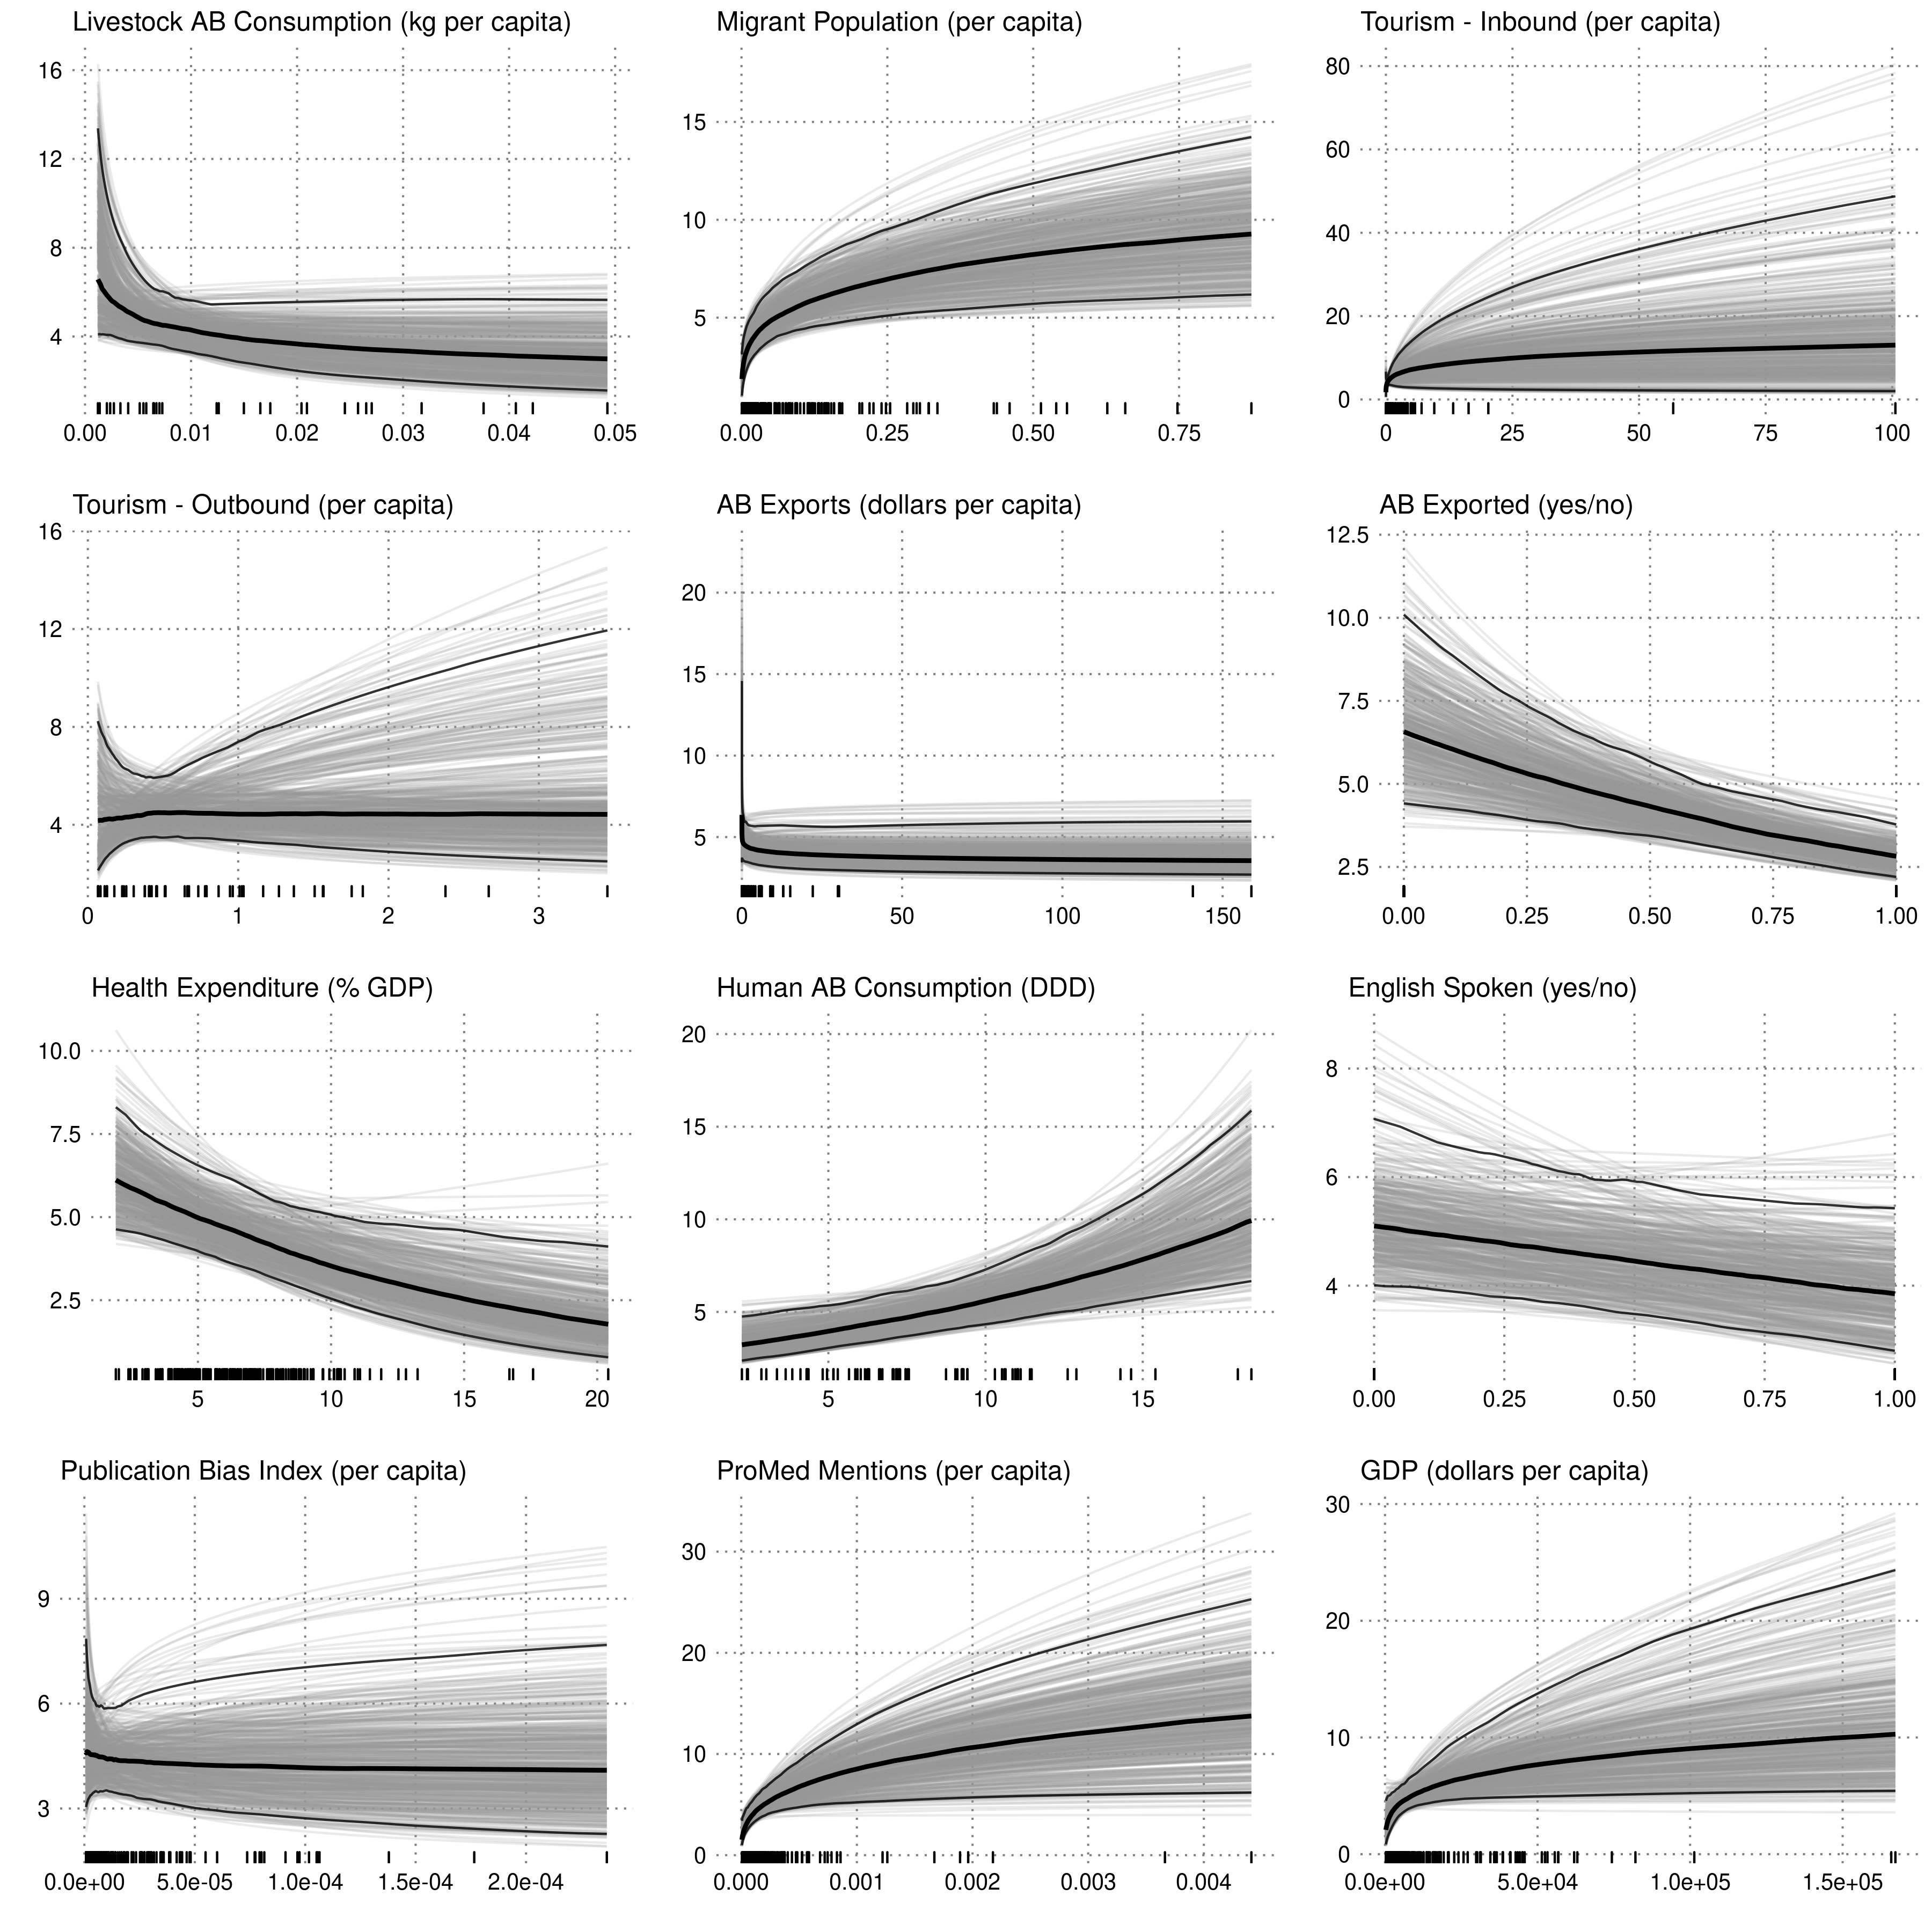 Livestock AB Consumption (kg per capita)
16
12
8
4
0.00 0.01 0.02 0.03 0.04 0.05
Migrant Population (per capita)
15
10
5
0.00 0.25 0.50 0.75
Tourism - Inbound (per capita)
80
60
40
20
0
0 25 50 75 100
Tourism - Outbound (per capita)
16
12
8
4
0 1 2 3
AB Exports (dollars per capita)
20
15
10
5
0 50 100 150
AB Exported (yes/no)
12.5
10.0
7.5
5.0
2.5
0.00 0.25 0.50 0.75 1.00
Health Expenditure (% GDP)
10.0
7.5
5.0
2.5
5 10 15 20
Human AB Consumption (DDD)
20
15
10
5
5 10 15
English Spoken (yes/no)
8
6
4
0.00 0.25 0.50 0.75 1.00
Publication Bias Index (per capita)
9
6
3
0.0e+00 5.0e-05 1.0e-04 1.5e-04 2.0e-04
ProMed Mentions (per capita)
30
20
10
0
0.000 0.001 0.002 0.003 0.004
GDP (dollars per capita)
30
20
10
0
0.0e+00 5.0e+04 1.0e+05 1.5e+05